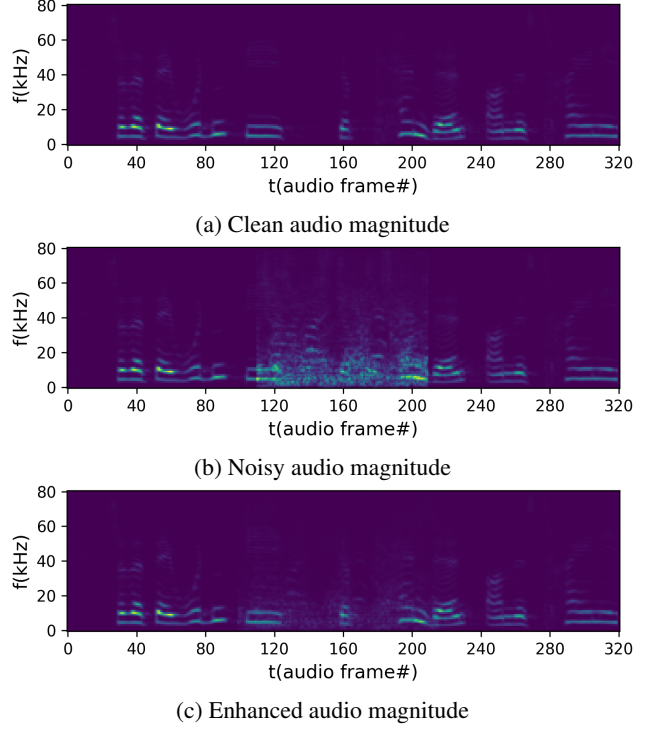 80
60
40
20
0
f(kHz)
0 40 80 120 160 200 240 280 320
t(audio frame#)
(a) Clean audio magnitude
80
60
40
20
0
f(kHz)
0 40 80 120 160 200 240 280 320
t(audio frame#)
(b) Noisy audio magnitude
80
60
40
20
0
f(kHz)
0 40 80 120 160 200 240 280 320
t(audio frame#)
(c) Enhanced audio magnitude